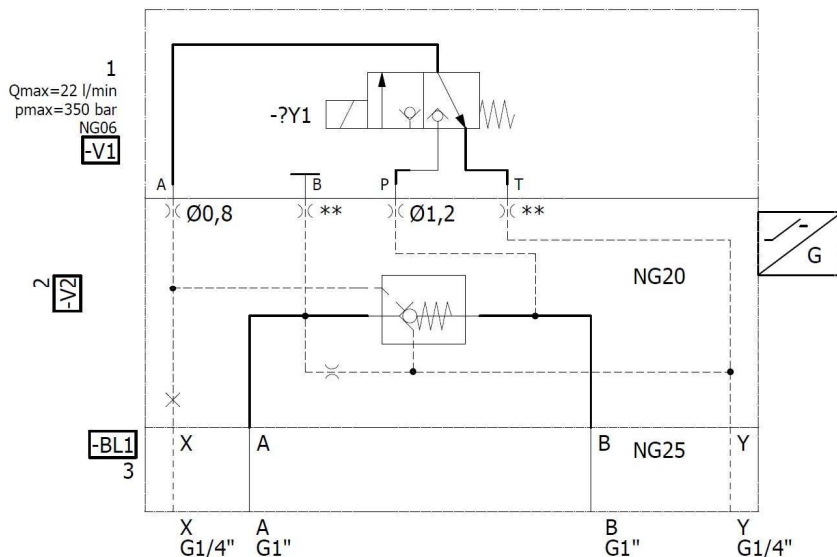 1
Qmax=22 l/min
pmax=350 bar
NG06
-V1
-?Y1
A
B
P
T
Ø0,8
**
Ø1,2
**
G
2
-V2
NG20
-BL1
3
X
A
B
NG25
Y
X
G1/4"
A
G1"
B
G1"
Y
G1/4"